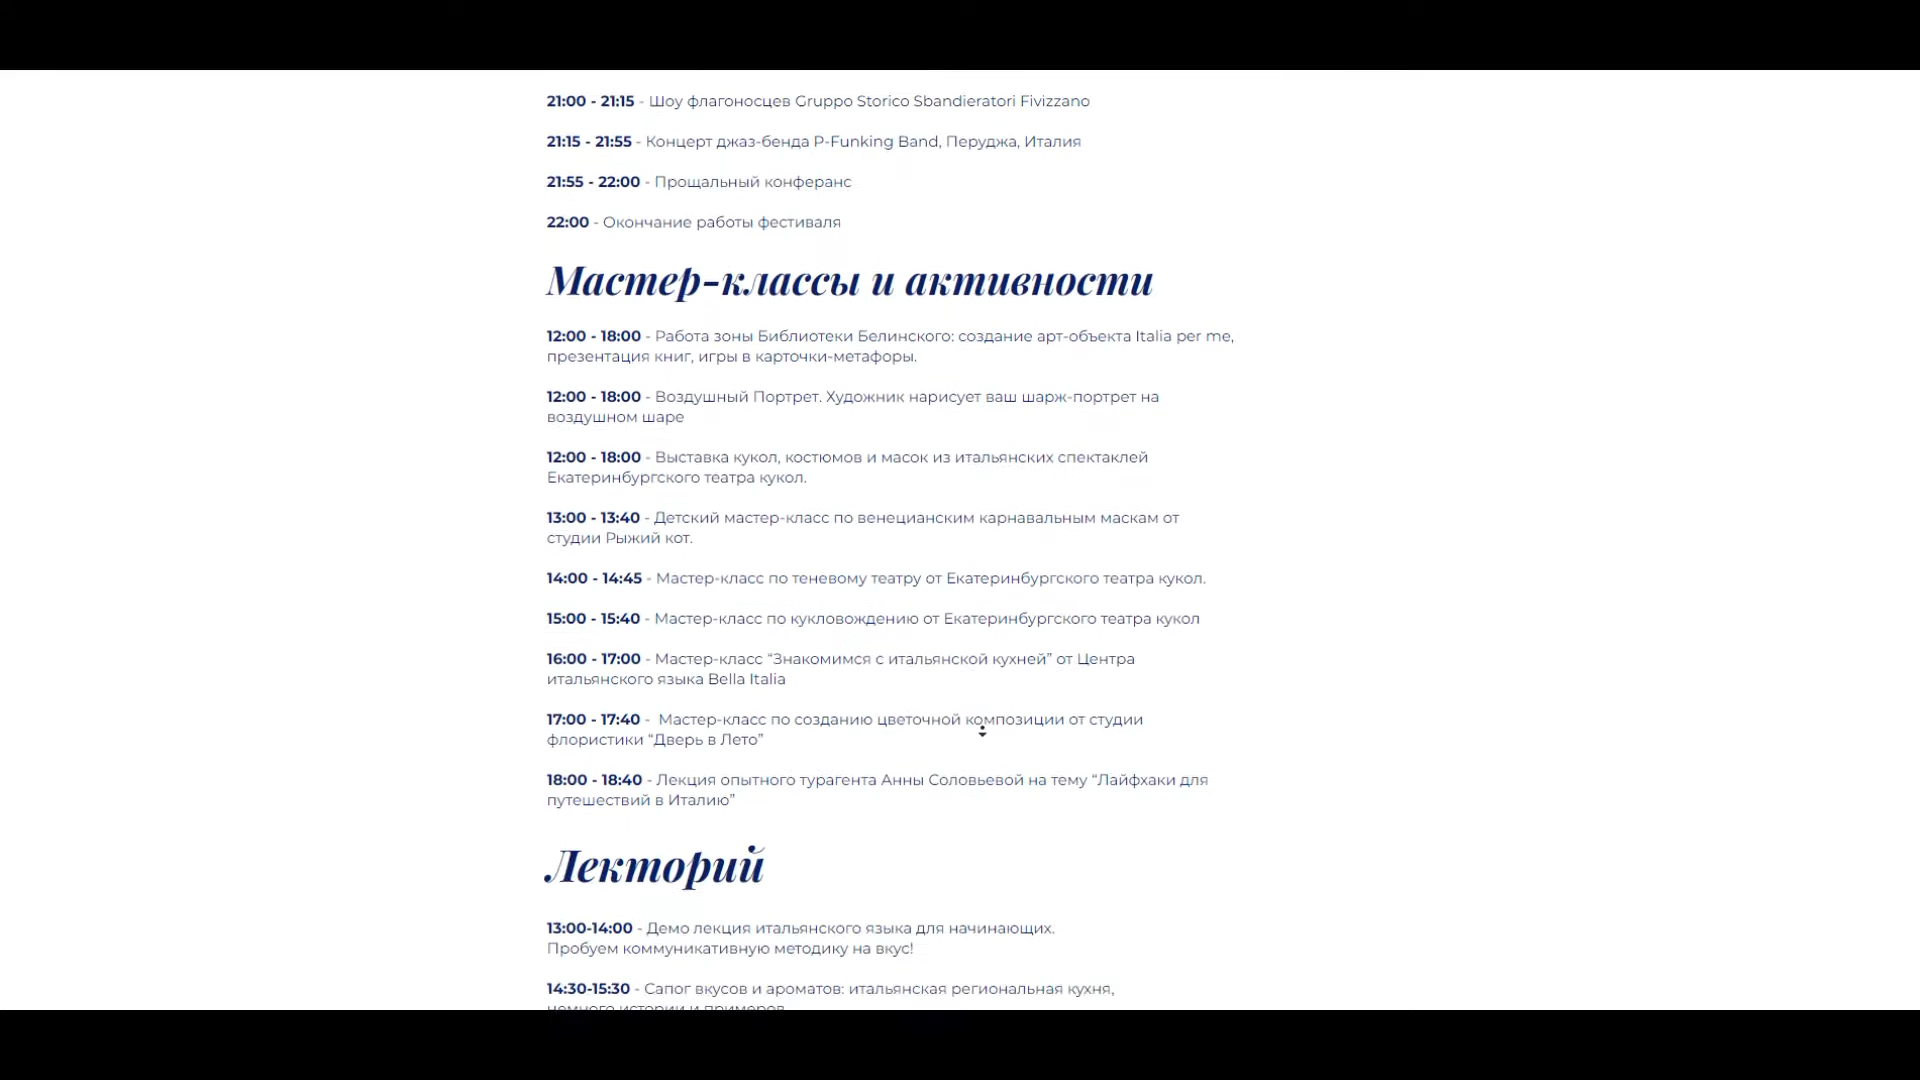 21:00 - 21:15 - Шоу флагоносцев Gruppo Storico Sbandieratori Fivizzano
21:15 - 21:55 - Концерт джаз-бенда P-Funking Band, Перуджа, Италия
21:55 - 22:00 - Прощальный конферанс
22:00 - Окончание работы фестиваля
Мастер-классы и активности
12:00 - 18:00 - Работа зоны Библиотеки Белинского: создание арт-объекта Italia per me,
презентация книг, игры в карточки-метафоры.
12:00 - 18:00 - Воздушный Портрет. Художник нарисует ваш шарж-портрет на
воздушном шаре
12:00 - 18:00 - Выставка кукол, костюмов и масок из итальянских спектаклей
Екатеринбургского театра кукол.
13:00 - 13:40 - Детский мастер-класс по венецианским карнавальным маскам от
студии Рыжий кот.
14:00 - 14:45 - Мастер-класс по теневому театру от Екатеринбургского театра кукол.
15:00 - 15:40 - Мастер-класс по кукловождению от Екатеринбургского театра кукол
16:00 - 17:00 - Мастер-класс “Знакомимся с итальянской кухней” от Центра
итальянского языка Bella Italia
17:00 - 17:40 - Мастер-класс по созданию цветочной композиции от студии
флористики “Дверь в Лето”
18:00 - 18:40 - Лекция опытного турагента Анны Соловьевой на тему “Лайфхаки для
путешествий в Италию”
Лекторий
13:00-14:00 - Демо лекция итальянского языка для начинающих.
Пробуем коммуникативную методику на вкус!
14:30-15:30 - Сапог вкусов и ароматов: итальянская региональная кухня,
немного истории и примеров